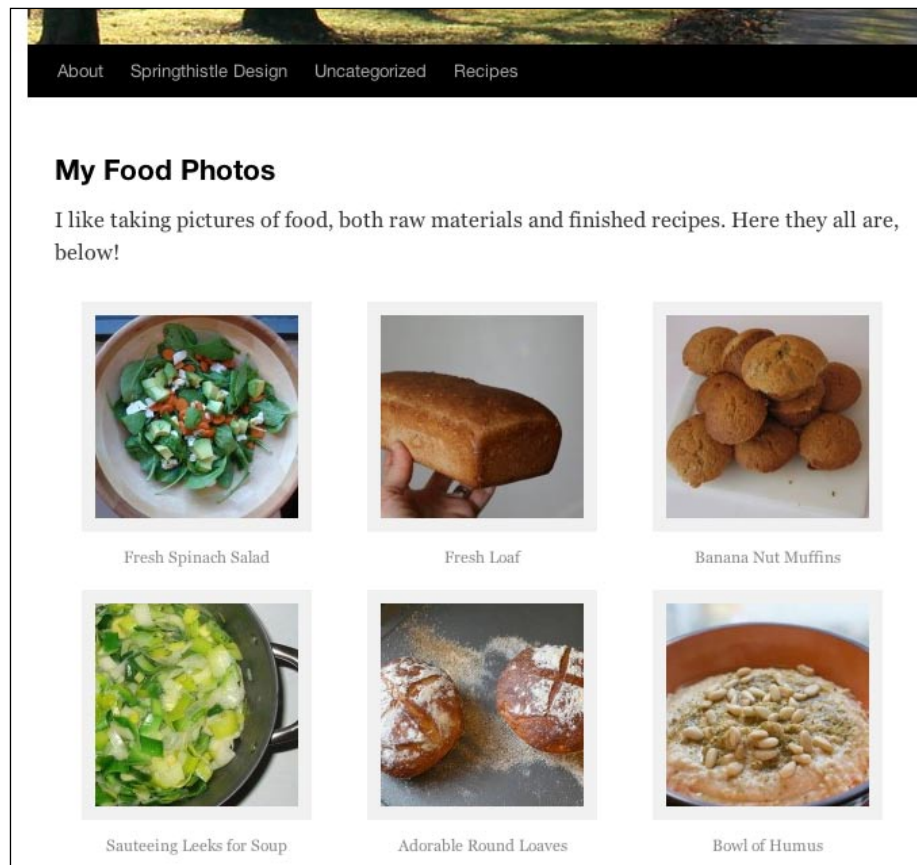 About Springthistle Design Uncategorized Recipes
My Food Photos
I like taking pictures of food, both raw materials and finished recipes. Here they all are,
below!
Fresh Spinach Salad Fresh Loaf Banana Nut Muffins
Sauteeing Leeks for Soup Adorable Round Loaves Bowl of Humus